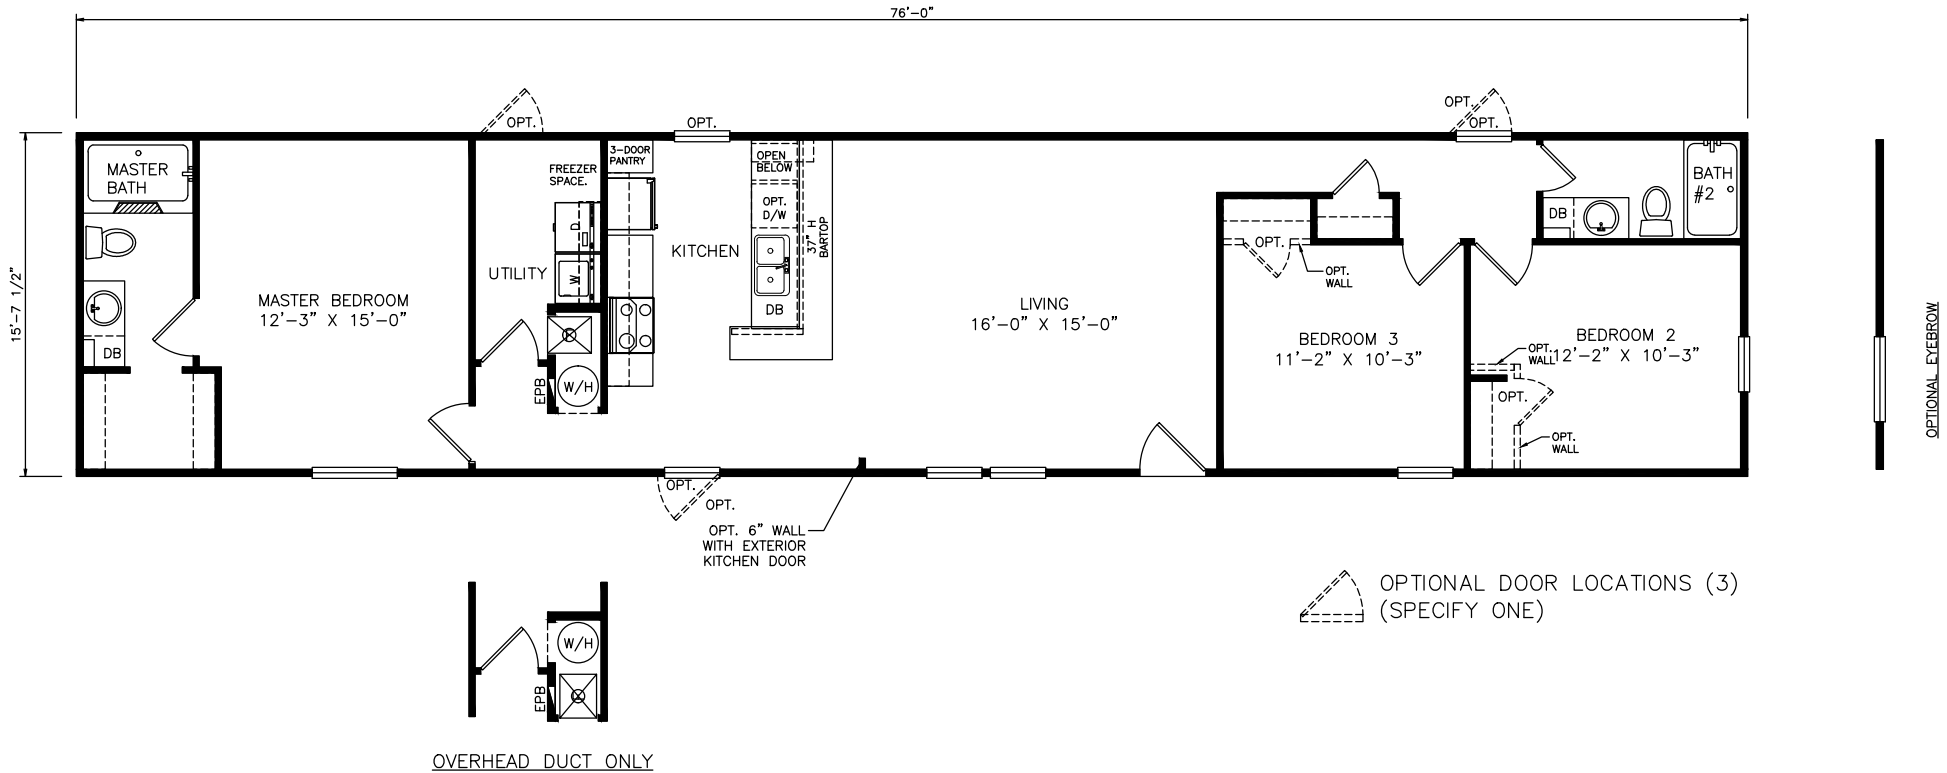 76'-0"
15'-7 1/2"
OPT.
OPT.
OPT.
OPT.
MASTER
BATH
DB
MASTER BEDROOM
12'-3" X 15'-0"
FREEZER
SPACE.
D
W
UTILITY
EPB
W/H
3-DOOR
PANTRY
KITCHEN
OPEN
BELOW
OPT.
D/W
DB
37" H
BARTOP
LIVING
16'-0" X 15'-0"
OPT.
OPT.
WALL
BEDROOM 3
11'-2" X 10'-3"
DB
BATH
#2
BEDROOM 2
12'-2" X 10'-3"
OPT.
WALL
OPT.
OPT.
WALL
OPTIONAL EYEBROW
OPT.
OPT.
OPT. 6" WALL
WITH EXTERIOR
KITCHEN DOOR
OPTIONAL DOOR LOCATIONS (3)
(SPECIFY ONE)
W/H
EPB
OVERHEAD DUCT ONLY